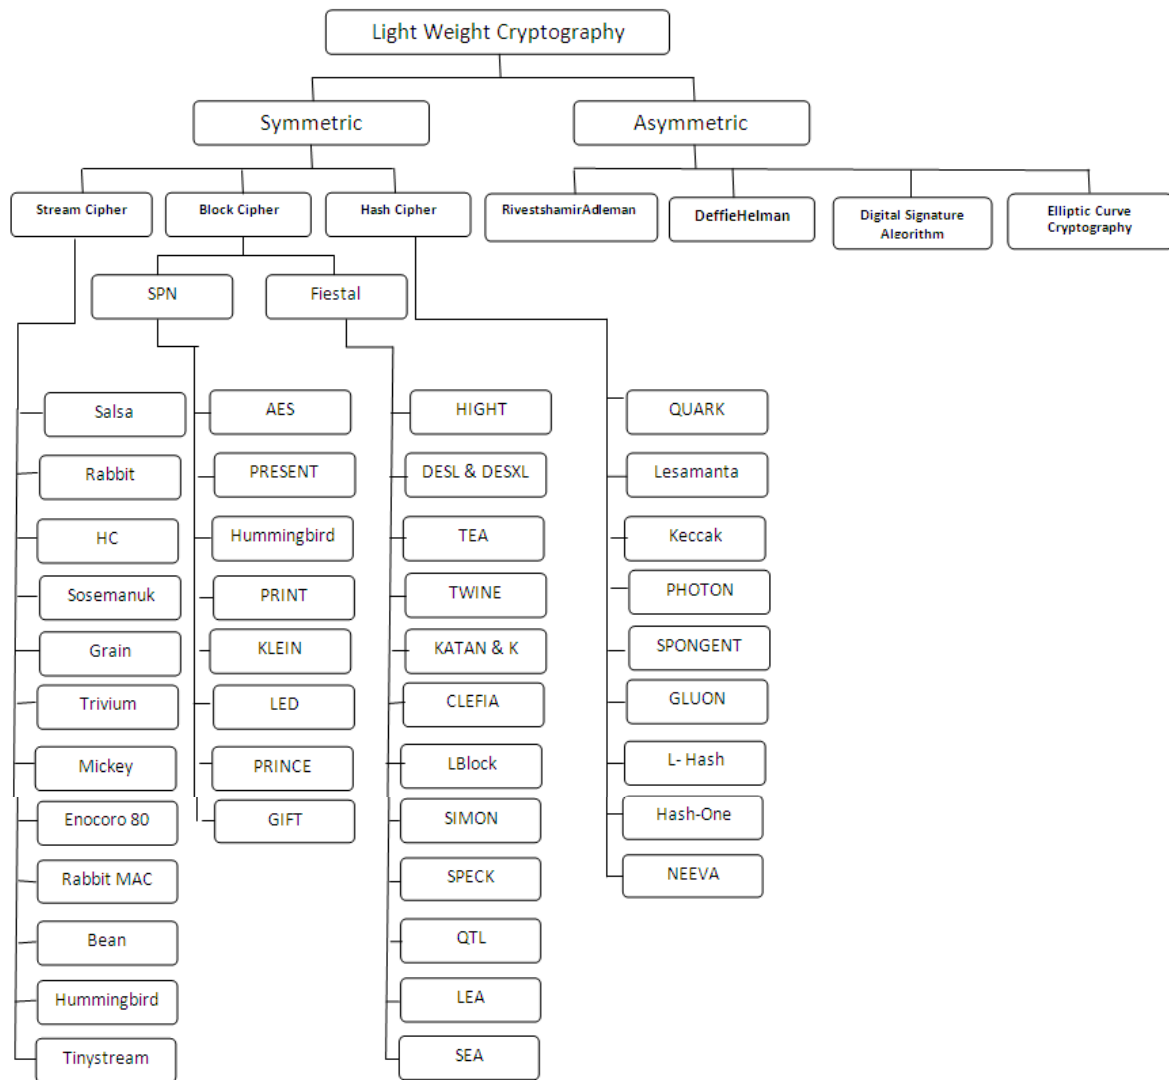 Light Weight Cryptography
Symmetric
Asymmetric
Stream Cipher
Block Cipher
Hash Cipher
RivestshamirAdleman
DeffieHelman
Digital Signature
Algorithm
Elliptic Curve
Cryptography
SPN
Fiestal
Salsa
Rabbit
HC
Sosemanuk
Grain
Trivium
Mickey
Enocoro 80
Rabbit MAC
Bean
Hummingbird
Tinystream
AES
PRESENT
Hummingbird
PRINT
KLEIN
LED
PRINCE
GIFT
HIGHT
DESL & DESXL
TEA
TWINE
KATAN & K
CLEFIA
LBlock
SIMON
SPECK
QTL
LEA
SEA
QUARK
Lesamanta
Keccak
PHOTON
SPONGENT
GLUON
L- Hash
Hash-One
NEEVA